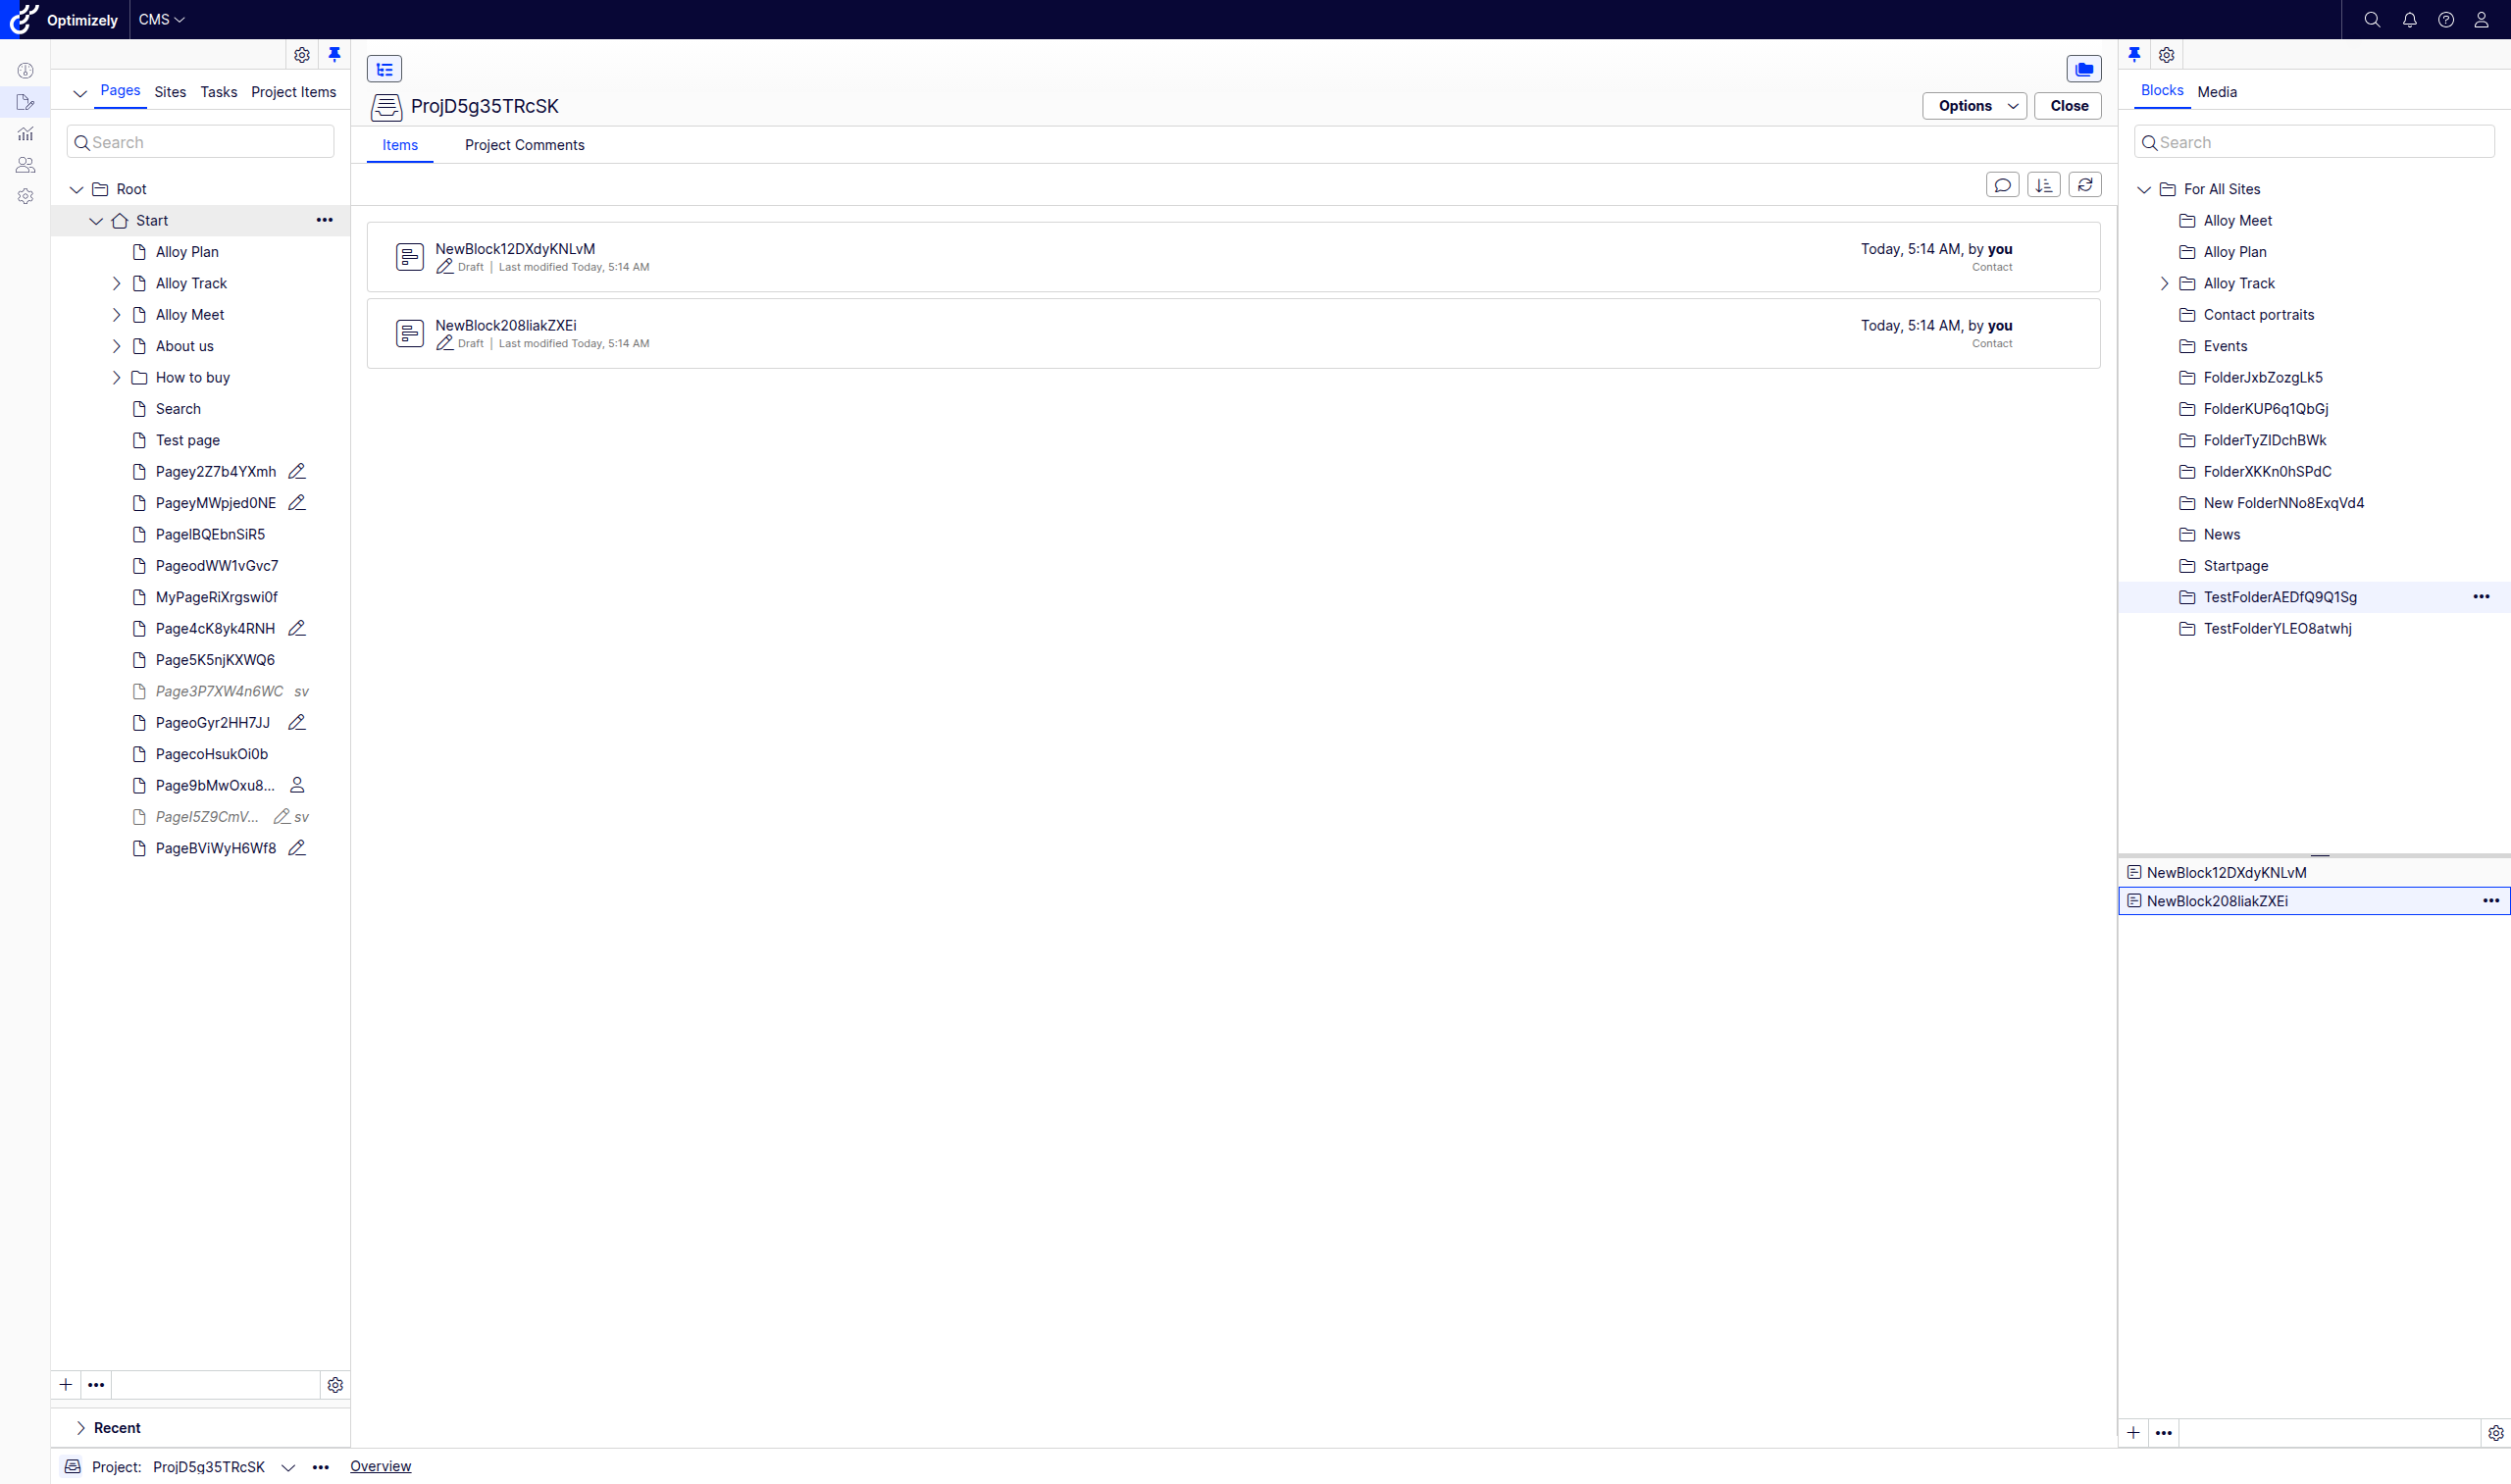 Optimizely
CMS
Pages
Sites
Tasks
Project Items
Search
Root
Start
Alloy Plan
Alloy Track
Alloy Meet
About us
How to buy
Search
Test page
Pagey2Z7b4YXmh
PageyMWpjed0NE
PageIBQEbnSiR5
PageodWW1vGvc7
MyPageRiXrgswi0f
Page4cK8yk4RNH
Page5K5njKXWQ6
Page3P7XW4n6WC sv
PageoGyr2HH7JJ
PagecoHsukOi0b
Page9bMwOxu8...
PageI5Z9CmV... sv
PageBViWyH6Wf8
Recent
Project: ProjD5g35TRcSK
Overview
ProjD5g35TRcSK
Options
Close
Items
Project Comments
NewBlock12DXdyKNLvM
Draft | Last modified Today, 5:14 AM
Today, 5:14 AM, by you
Contact
NewBlock208IiakZXEi
Draft | Last modified Today, 5:14 AM
Today, 5:14 AM, by you
Contact
Blocks
Media
Search
For All Sites
Alloy Meet
Alloy Plan
Alloy Track
Contact portraits
Events
FolderJxbZozgLk5
FolderKUP6q1QbGj
FolderTyZIDchBWk
FolderXKKn0hSPdC
New FolderNNo8ExqVd4
News
Startpage
TestFolderAEDfQ9Q1Sg
TestFolderYLEO8atwhj
NewBlock12DXdyKNLvM
NewBlock208IiakZXEi